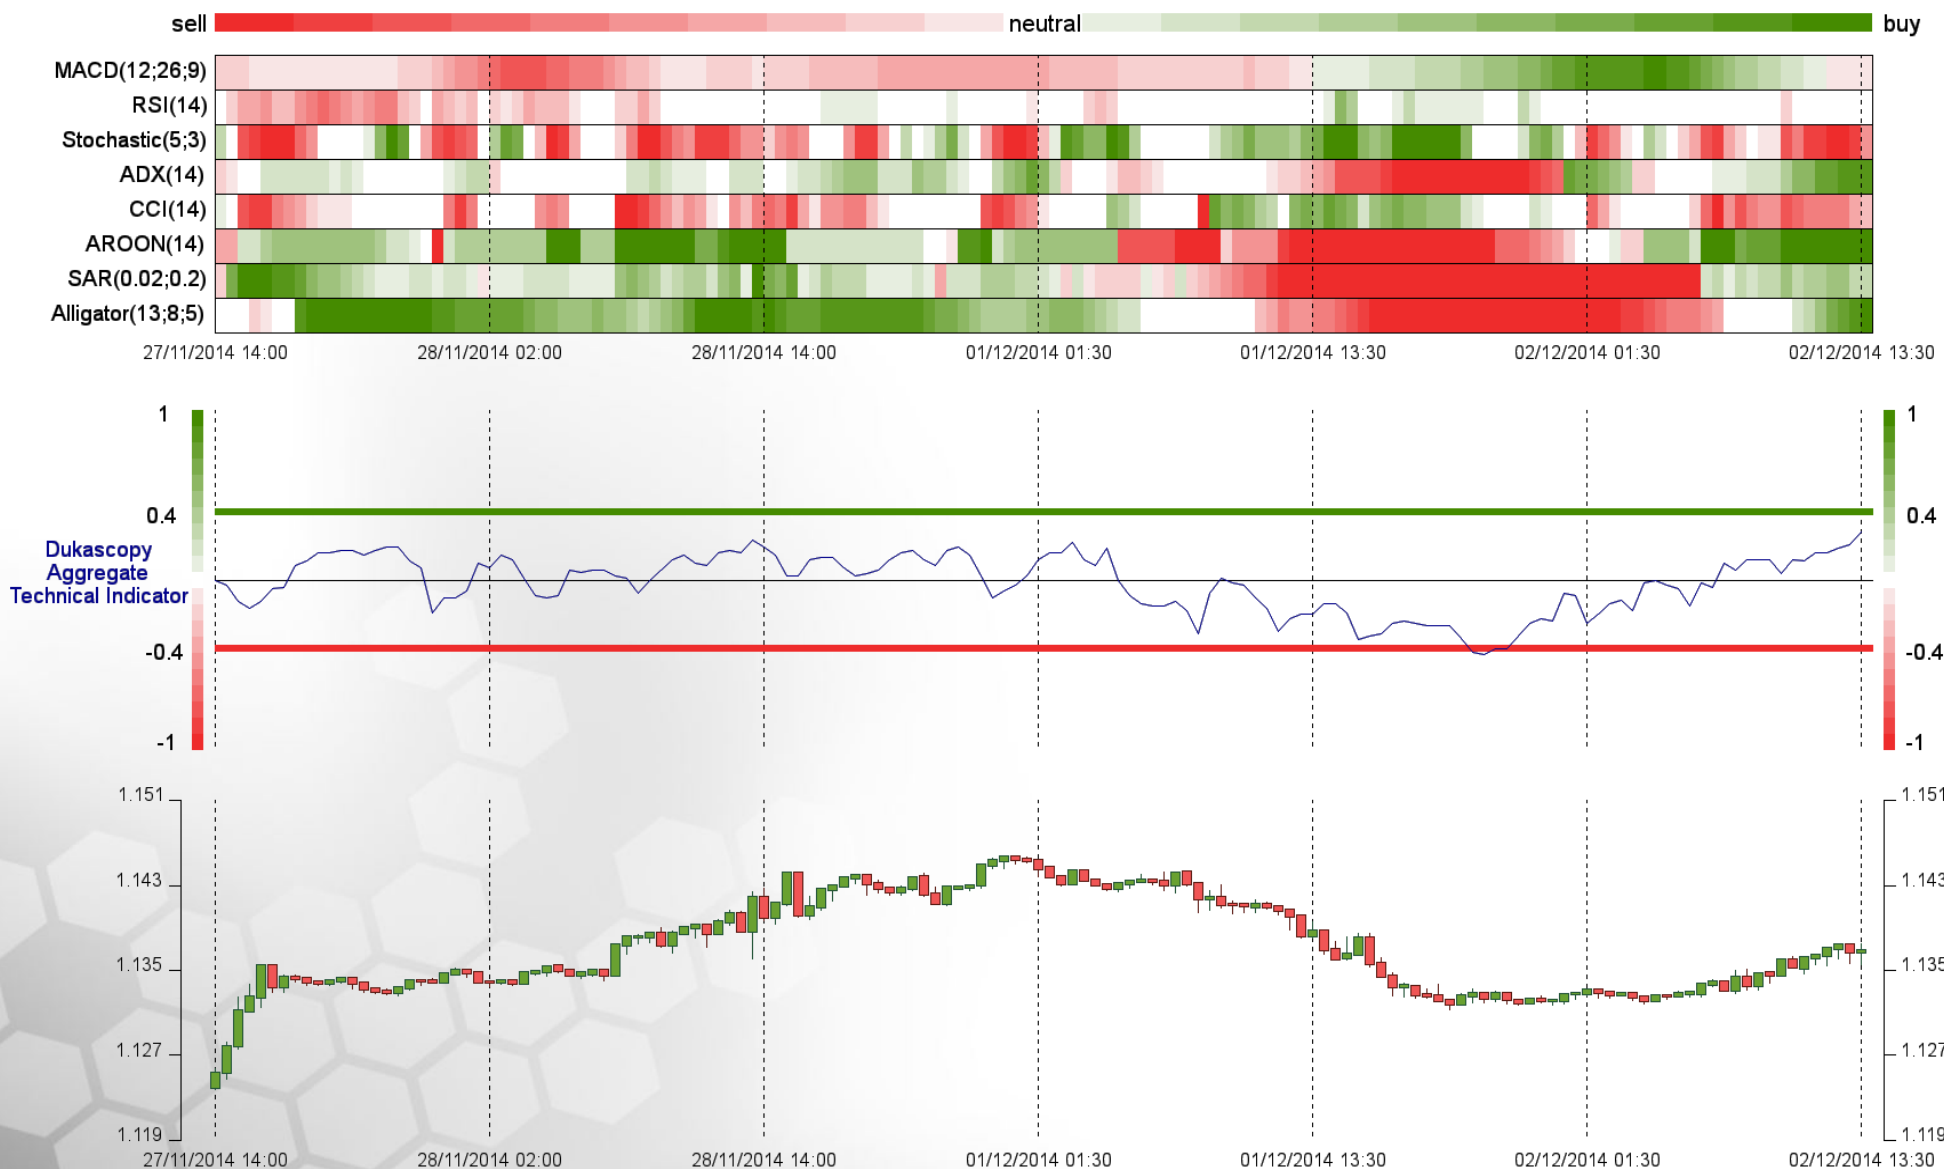 sell neutral buy
MACD(12;26;9)
RSI(14)
Stochastic(5;3)
ADX(14)
CCI(14)
AROON(14)
SAR(0.02;0.2)
Alligator(13;8;5)
27/11/2014 14:00 28/11/2014 02:00 28/11/2014 14:00 01/12/2014 01:30 01/12/2014 13:30 02/12/2014 01:30 02/12/2014 13:30
1 1
0.4 0.4
Dukascopy
Aggregate
Technical Indicator
-0.4 -0.4
-1 -1
1.151 1.151
1.143 1.143
1.135 1.135
1.127 1.127
1.119 1.119
27/11/2014 14:00 28/11/2014 02:00 28/11/2014 14:00 01/12/2014 01:30 01/12/2014 13:30 02/12/2014 01:30 02/12/2014 13:30